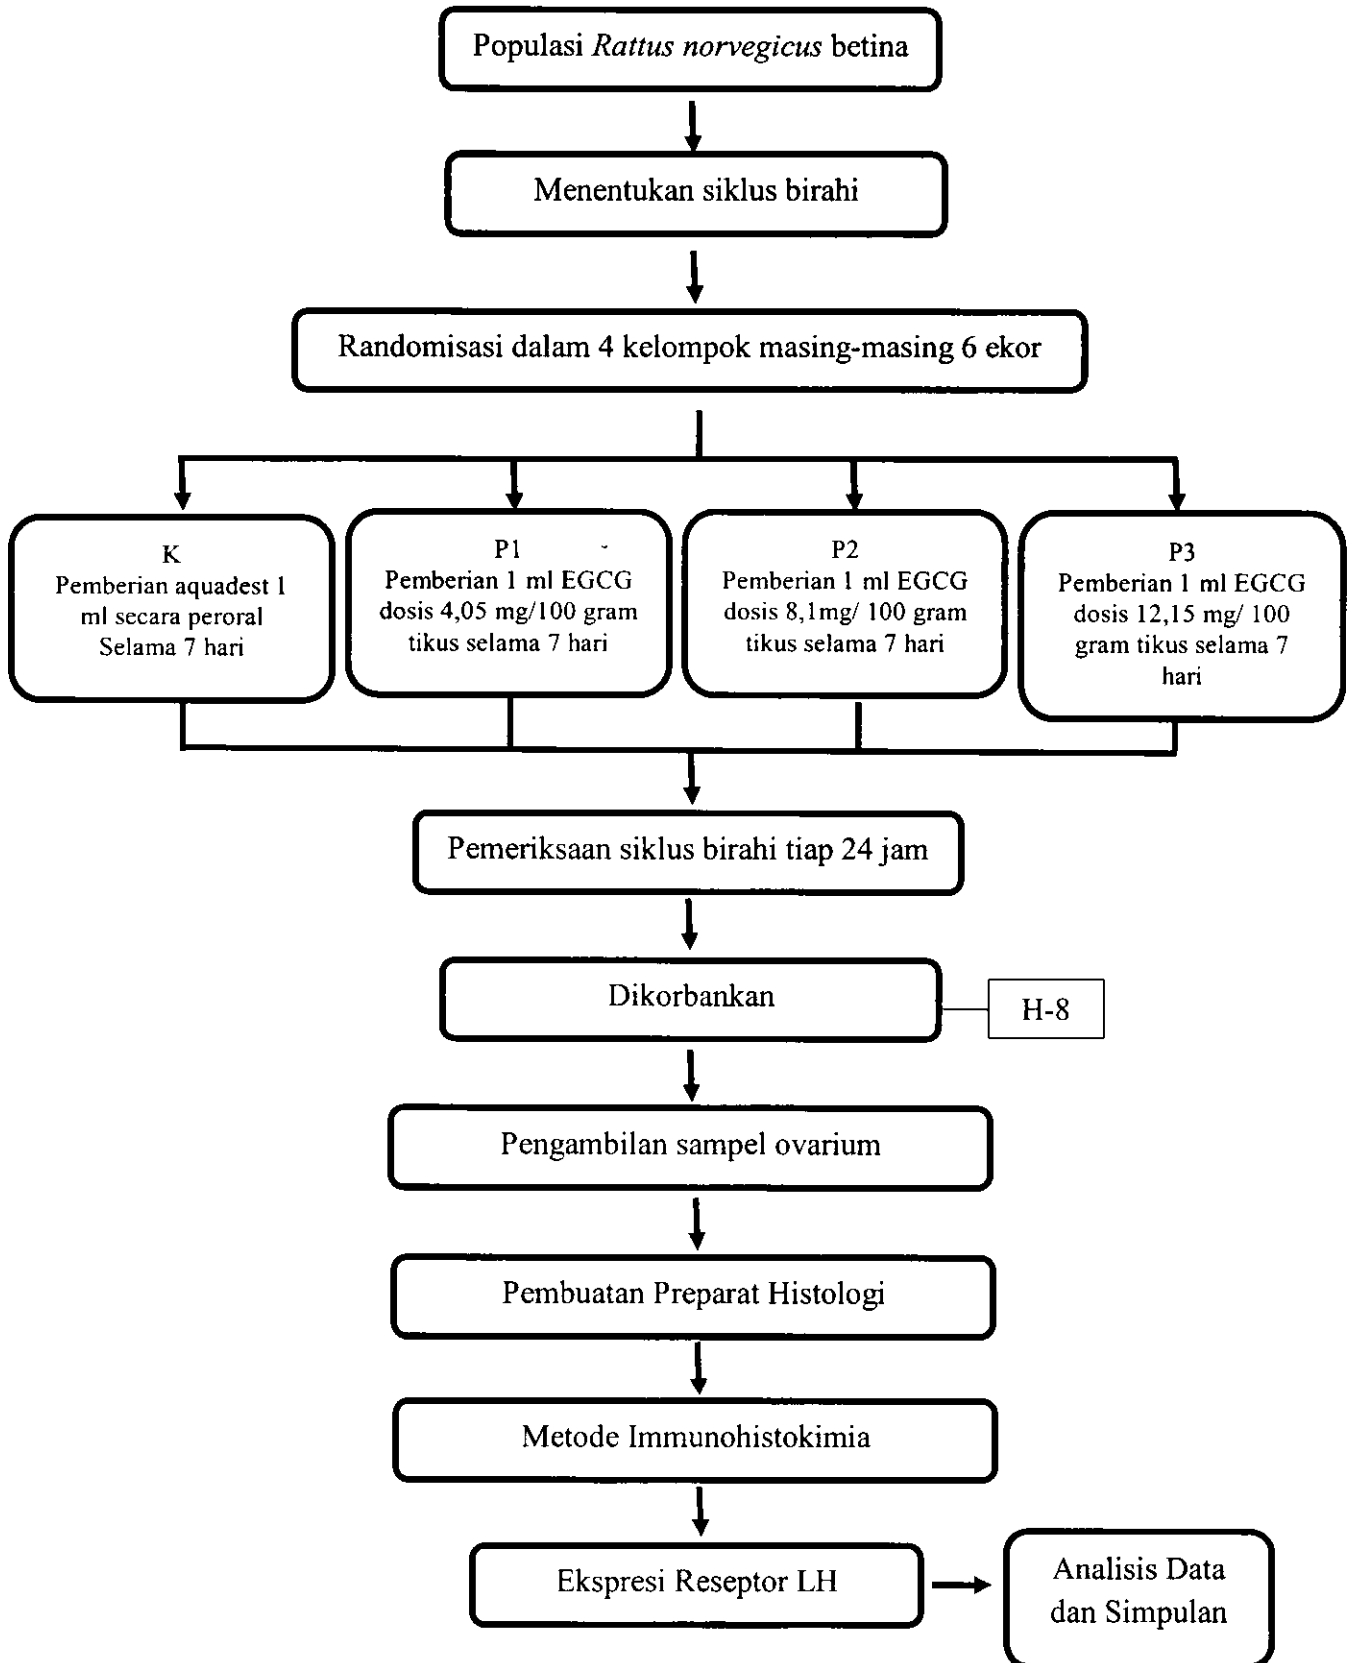 Populasi Rattus norvegicus betina
Menentukan siklus birahi
Randomisasi dalam 4 kelompok masing-masing 6 ekor
K
Pemberian aquadest 1
ml secara peroral
Selama 7 hari
P1
Pemberian 1 ml EGCG
dosis 4,05 mg/100 gram
tikus selama 7 hari
P2
Pemberian 1 ml EGCG
dosis 8,1mg/ 100 gram
tikus selama 7 hari
P3
Pemberian 1 ml EGCG
dosis 12,15 mg/ 100
gram tikus selama 7
hari
Pemeriksaan siklus birahi tiap 24 jam
Dikorbankan
H-8
Pengambilan sampel ovarium
Pembuatan Preparat Histologi
Metode Immunohistokimia
Ekspresi Reseptor LH
Analisis Data
dan Simpulan